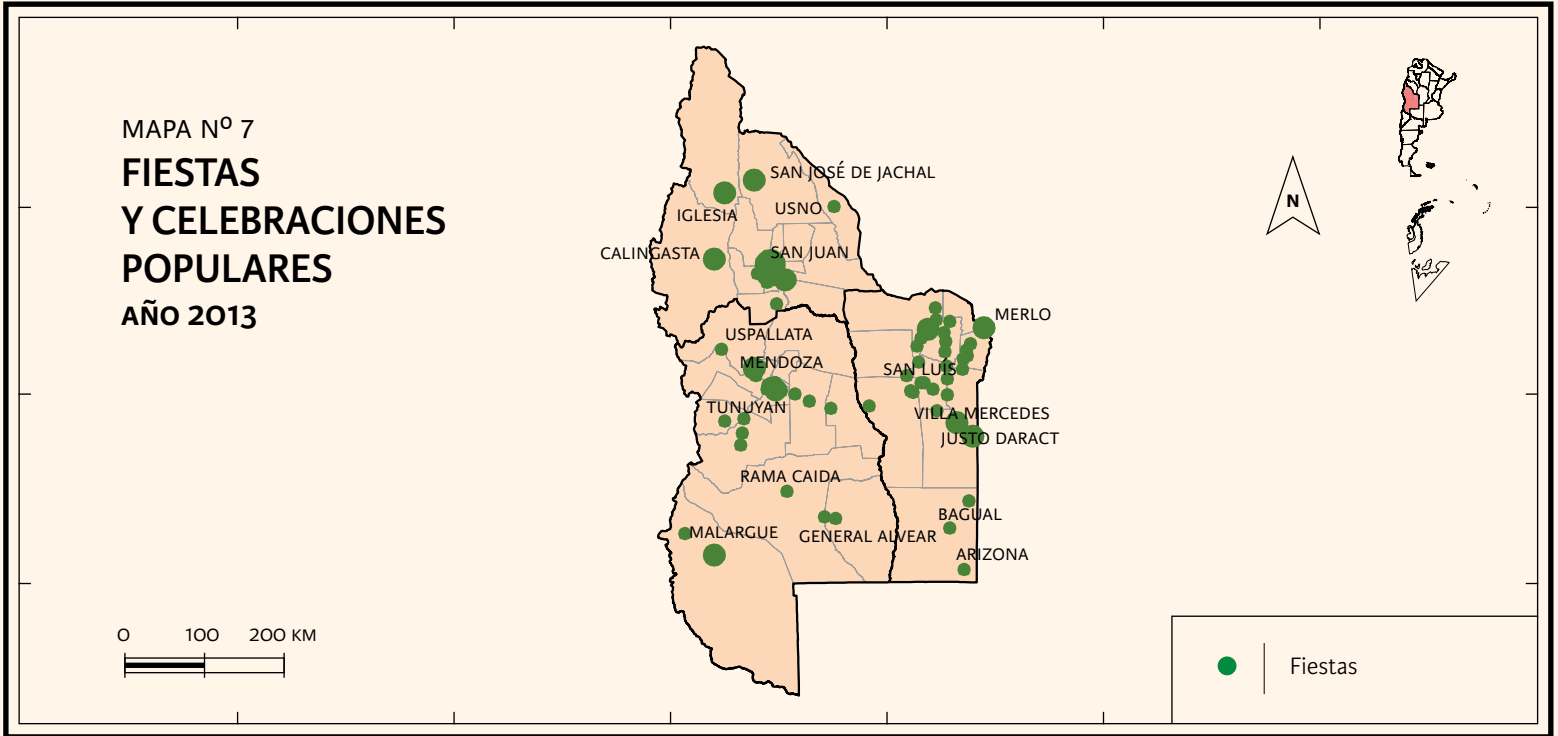 MAPA Nº 7
FIESTAS
Y CELEBRACIONES
POPULARES
AÑO 2013
SAN JOSÉ DE JACHAL
IGLESIA
USNO
CALINGASTA
SAN JUAN
N
MERLO
USPALLATA
MENDOZA
SAN LUÍS
TUNUYAN
VILLA MERCEDES
JUSTO DARACT
RAMA CAIDA
BAGUAL
MALARGUE
GENERAL ALVEAR
ARIZONA
0 100 200 KM
Fiestas